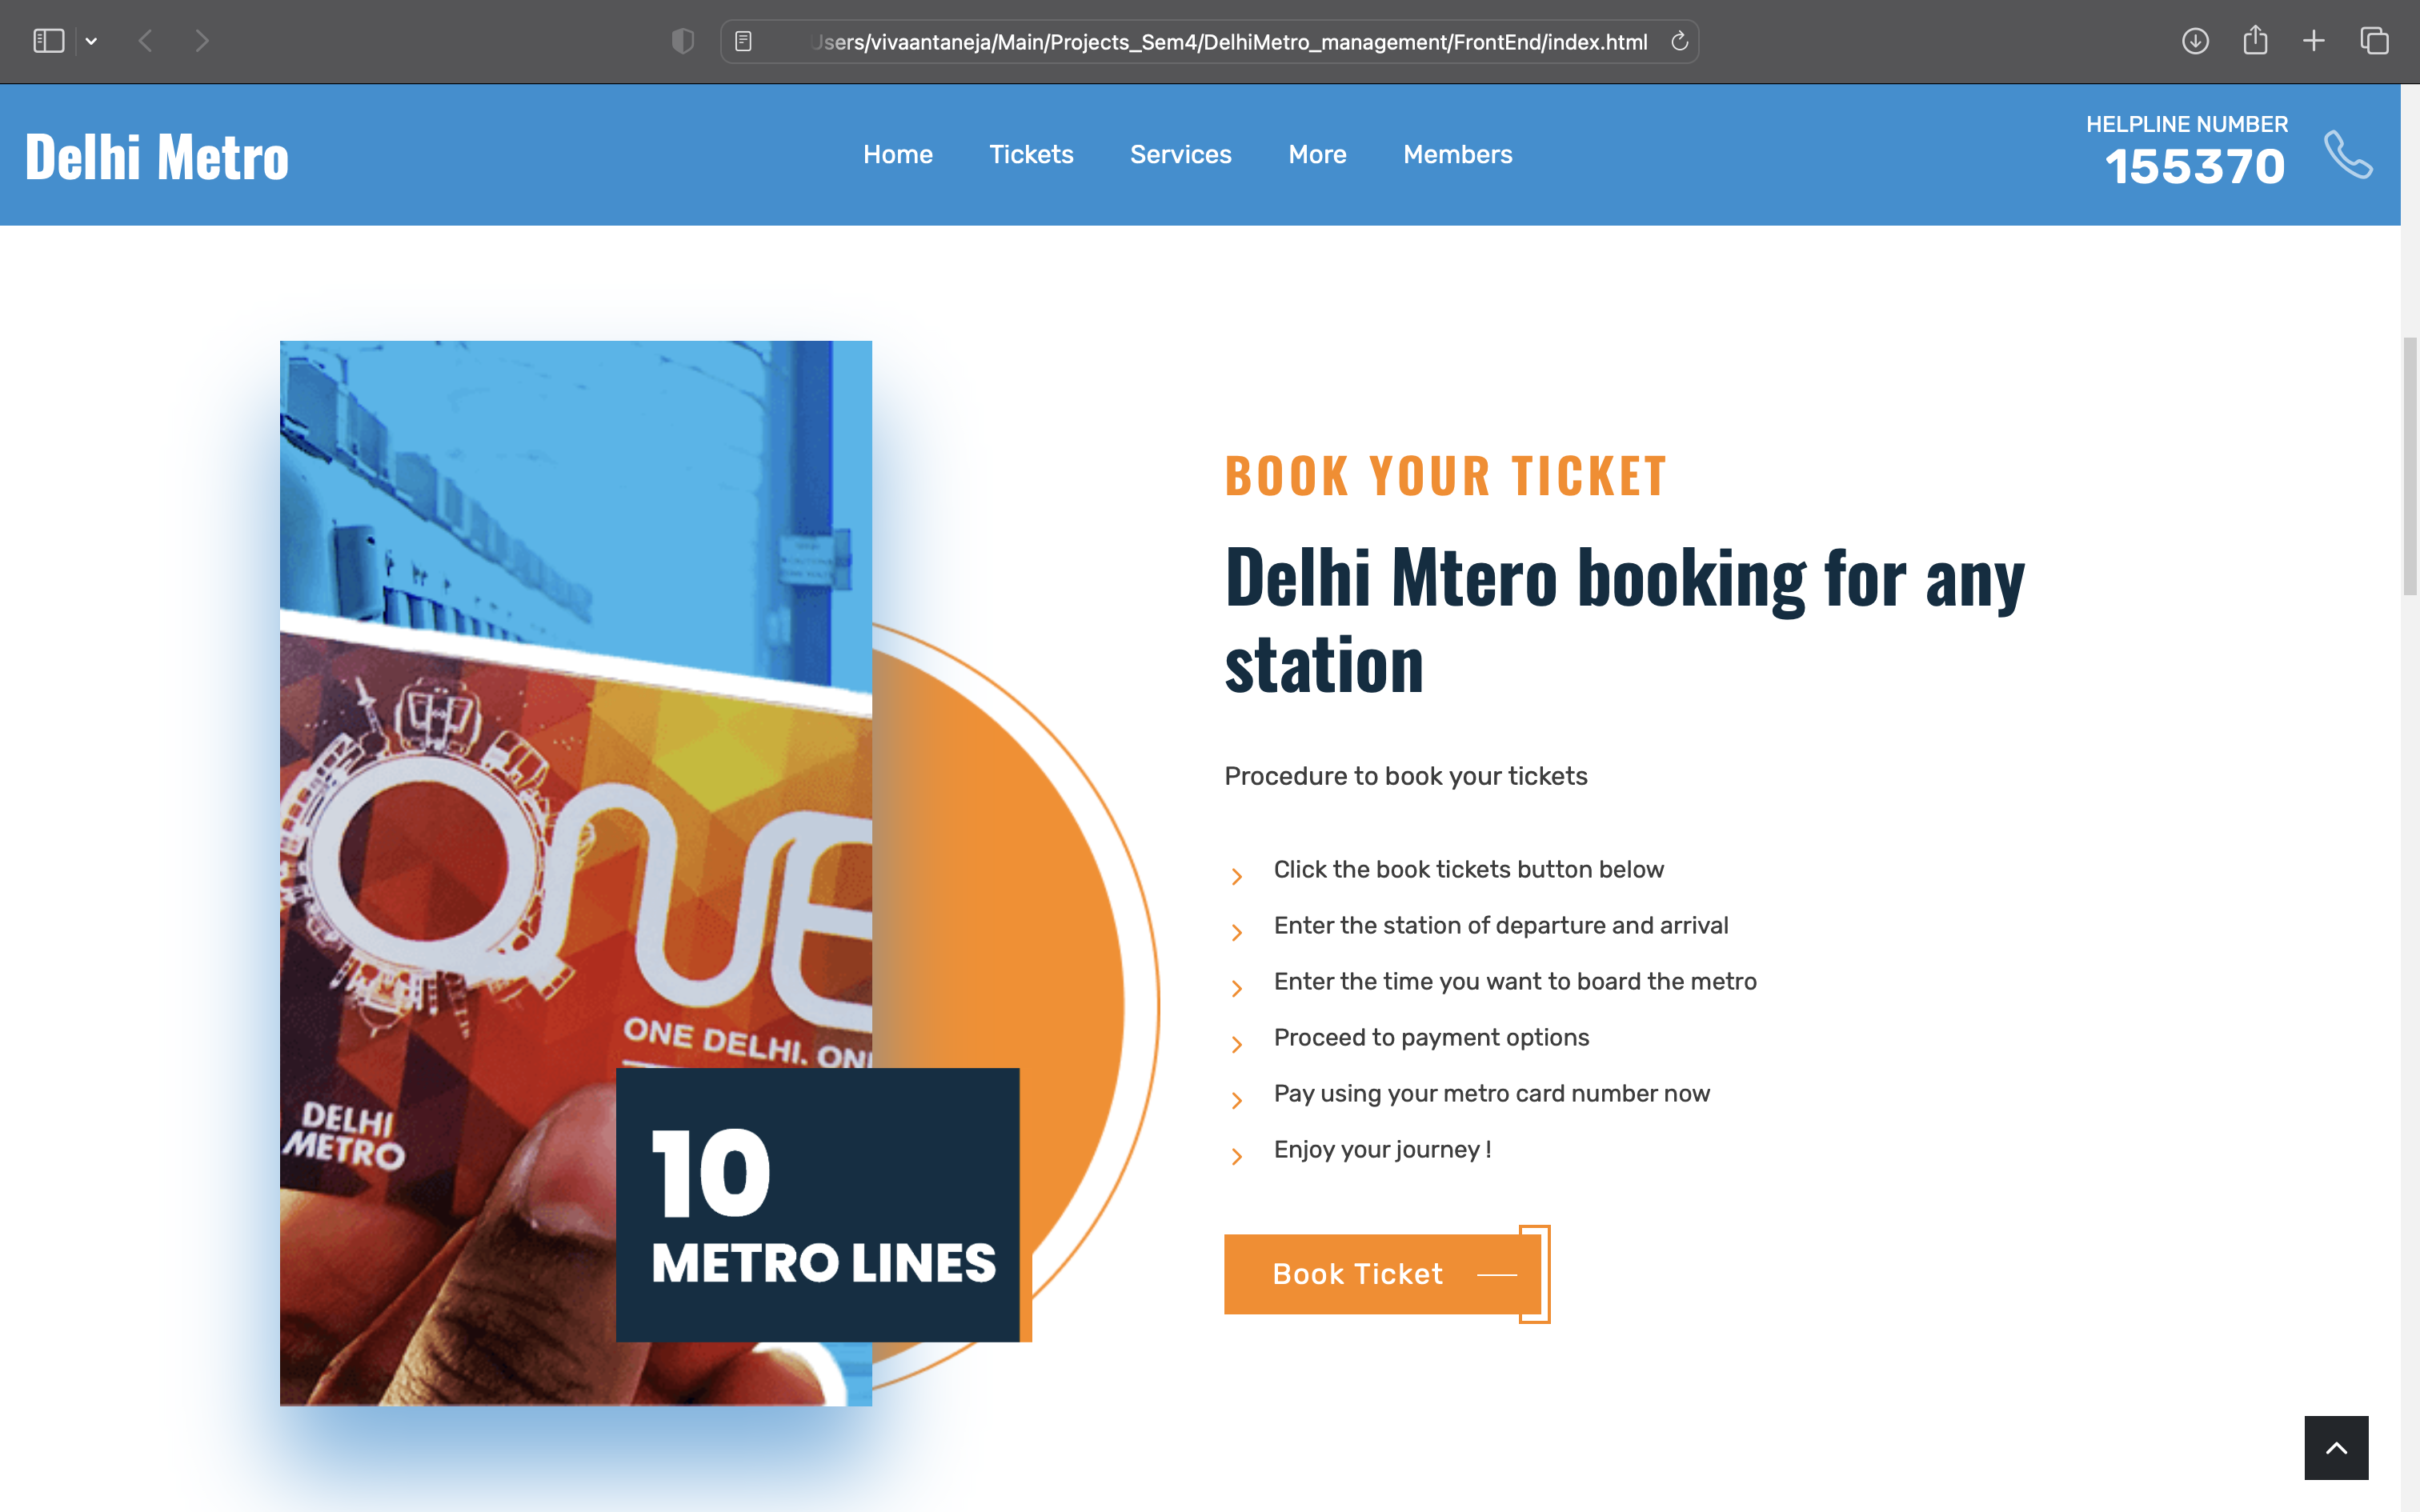 Users/vivaantaneja/Main/Projects_Sem4/DelhiMetro_management/FrontEnd/index.html
Delhi Metro
Home Tickets Services More Members
HELPLINE NUMBER
155370
ONE
ONE DELHI.
DELHI
METRO
10
METRO LINES
BOOK YOUR TICKET
Delhi Mtero booking for any
station
Procedure to book your tickets
Click the book tickets button below
Enter the station of departure and arrival
Enter the time you want to board the metro
Proceed to payment options
Pay using your metro card number now
Enjoy your journey !
Book Ticket